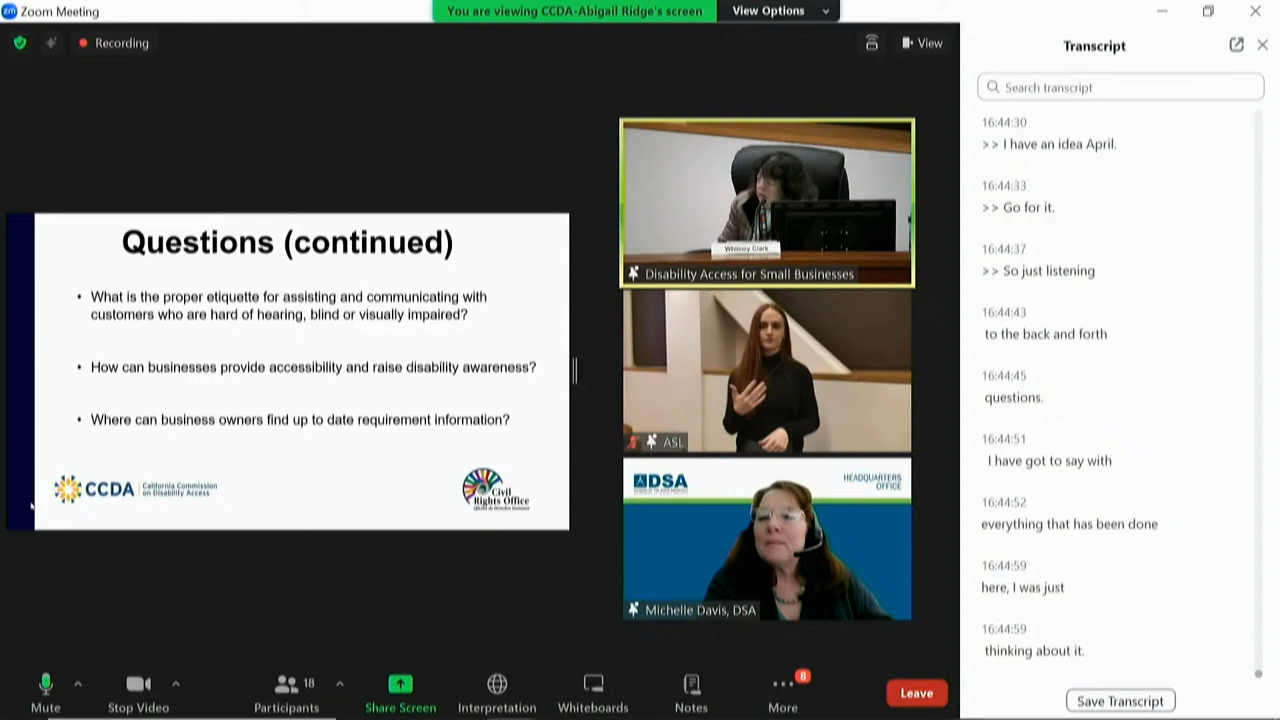 Zoom Meeting
You are viewing CCDA-Abigail Ridge's screen
View Options
Recording
View
Questions (continued)
• What is the proper etiquette for assisting and communicating with
customers who are hard of hearing, blind or visually impaired?
• How can businesses provide accessibility and raise disability awareness?
• Where can business owners find up to date requirement information?
CCDA
California Commission
on Disability Access
Civil
Rights Office
Whitney Clark
Disability Access for Small Businesses
ASL
DSA
HEADQUARTERS
OFFICE
Michelle Davis, DSA
Transcript
Search transcript
16:44:30
>> I have an idea April.
16:44:33
>> Go for it.
16:44:37
>> So just listening
16:44:43
to the back and forth
16:44:45
questions.
16:44:51
I have got to say with
16:44:52
everything that has been done
16:44:59
here, I was just
16:44:59
thinking about it.
Save Transcript
Mute
Stop Video
18
Participants
Share Screen
Interpretation
Whiteboards
Notes
8
More
Leave